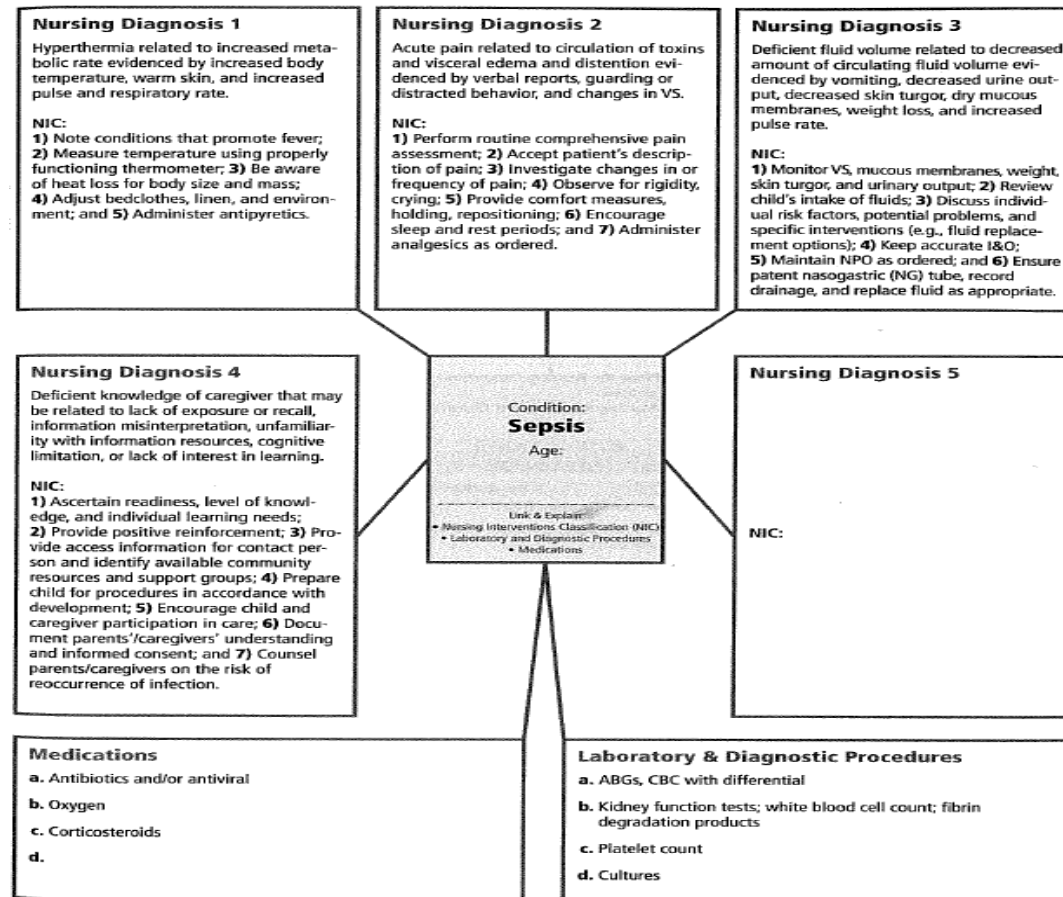 Nursing Diagnosis 1
Hyperthermia related to increased meta-
bolic rate evidenced by increased body
temperature, warm skin, and increased
pulse and respiratory rate.
NIC:
1) Note conditions that promote fever;
2) Measure temperature using properly
functioning thermometer; 3) Be aware
of heat loss for body size and mass;
4) Adjust bedclothes, linen, and environ-
ment; and 5) Administer antipyretics.
Nursing Diagnosis 2
Acute pain related to circulation of toxins
and visceral edema and distention evi-
denced by verbal reports, guarding or
distracted behavior, and changes in VS.
NIC:
1) Perform routine comprehensive pain
assessment; 2) Accept patient's descrip-
tion of pain; 3) Investigate changes in or
frequency of pain; 4) Observe for rigidity,
crying; 5) Provide comfort measures,
holding, repositioning; 6) Encourage
sleep and rest periods; and 7) Administer
analgesics as ordered.
Nursing Diagnosis 3
Deficient fluid volume related to decreased
amount of circulating fluid volume evi-
denced by vomiting, decreased urine out-
put, decreased skin turgor, dry mucous
membranes, weight loss, and increased
pulse rate.
NIC:
1) Monitor VS, mucous membranes, weight,
skin turgor, and urinary output; 2) Review
child's intake of fluids; 3) Discuss individ-
ual risk factors, potential problems, and
specific interventions (e.g., fluid replace-
ment options); 4) Keep accurate I&O;
5) Maintain NPO as ordered; and 6) Ensure
patent nasogastric (NG) tube, record
drainage, and replace fluid as appropriate.
Nursing Diagnosis 4
Deficient knowledge of caregiver that may
be related to lack of exposure or recall,
information misinterpretation, unfamiliar-
ity with information resources, cognitive
limitation, or lack of interest in learning.
NIC:
1) Ascertain readiness, level of knowl-
edge, and individual learning needs;
2) Provide positive reinforcement; 3) Pro-
vide access information for contact per-
son and identify available community
resources and support groups; 4) Prepare
child for procedures in accordance with
development; 5) Encourage child and
caregiver participation in care; 6) Docu-
ment parents'/caregivers' understanding
and informed consent; and 7) Counsel
parents/caregivers on the risk of
reoccurrence of infection.
Condition:
Sepsis
Age:
Link & Explain
• Nursing Interventions Classification (NIC)
• Laboratory and Diagnostic Procedures
• Medications
Nursing Diagnosis 5
NIC:
Medications
a. Antibiotics and/or antiviral
b. Oxygen
c. Corticosteroids
d.
Laboratory & Diagnostic Procedures
a. ABGs, CBC with differential
b. Kidney function tests; white blood cell count; fibrin
degradation products
c. Platelet count
d. Cultures